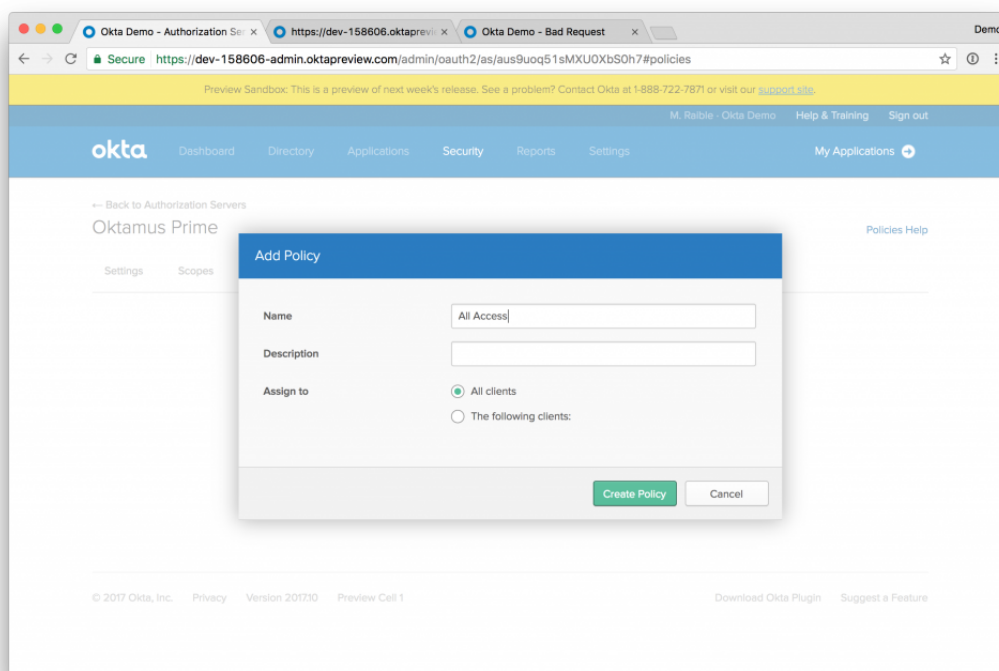 Okta Demo - Authorization Ser
https://dev-158606.oktaprevi
Okta Demo - Bad Request
Demo
Secure https://dev-158606-admin.oktapreview.com/admin/oauth2/as/aus9uoq51sMXU0XbS0h7#policies
Preview Sandbox: This is a preview of next week's release. See a problem? Contact Okta at 1-888-722-7871 or visit our support site.
M. Raible - Okta Demo Help & Training Sign out
okta Dashboard Directory Applications Security Reports Settings My Applications
← Back to Authorization Servers
Oktamus Prime
Policies Help
Settings Scopes
Add Policy
Name All Access
Description
Assign to All clients
The following clients:
Create Policy Cancel
© 2017 Okta, Inc. Privacy Version 2017.10 Preview Cell 1 Download Okta Plugin Suggest a Feature